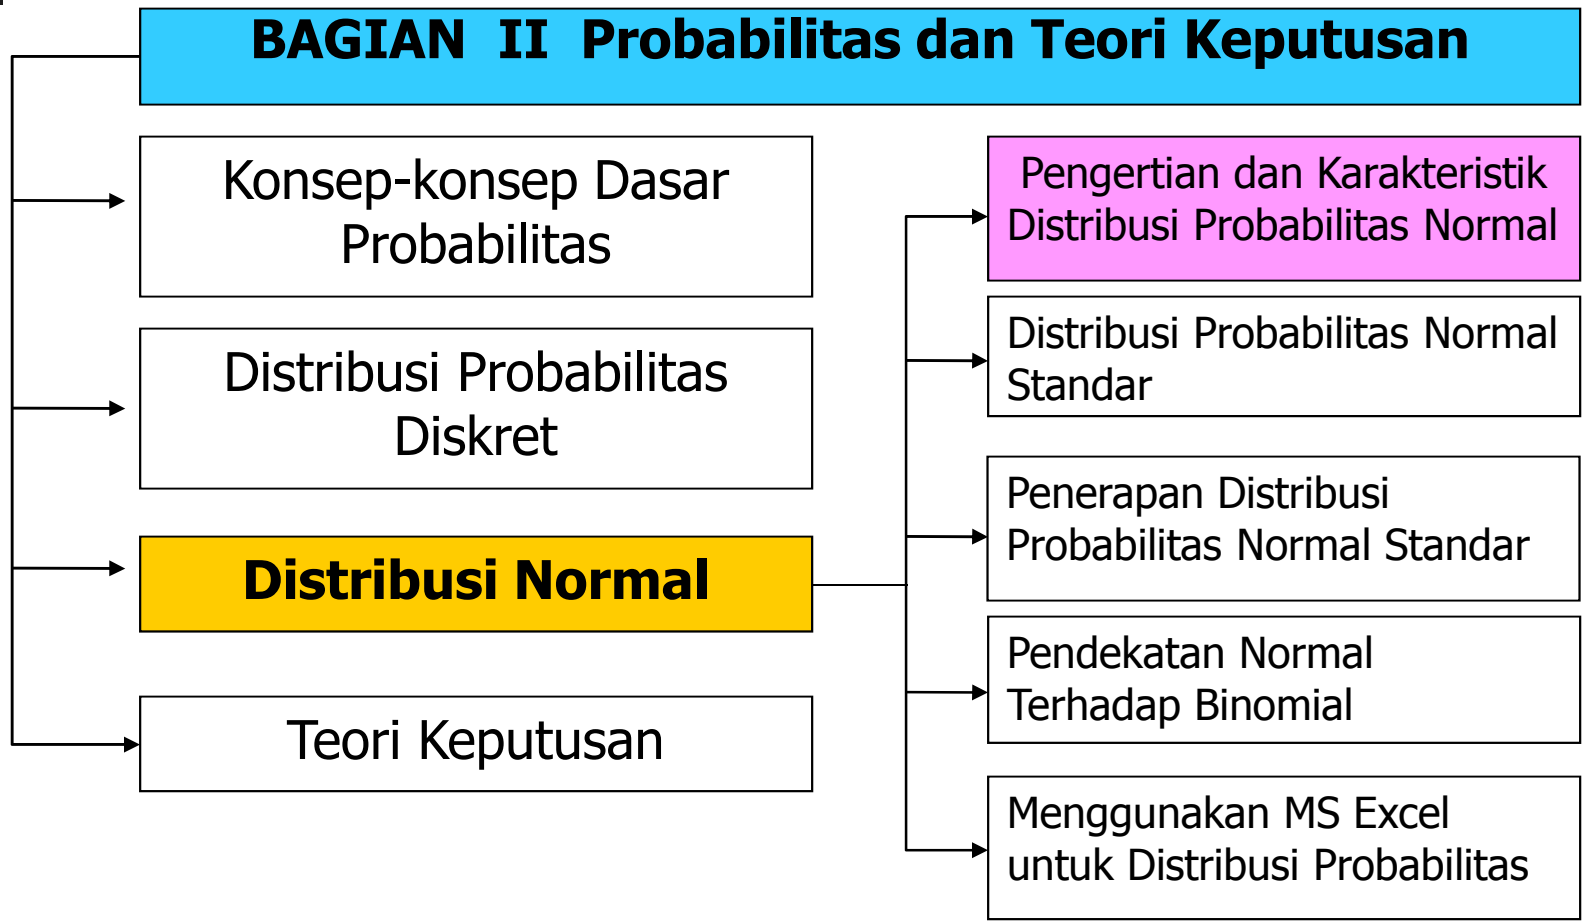 BAGIAN II Probabilitas dan Teori Keputusan
Konsep-konsep Dasar
Probabilitas
Distribusi Probabilitas
Diskret
Distribusi Normal
Teori Keputusan
Pengertian dan Karakteristik
Distribusi Probabilitas Normal
Distribusi Probabilitas Normal
Standar
Penerapan Distribusi
Probabilitas Normal Standar
Pendekatan Normal
Terhadap Binomial
Menggunakan MS Excel
untuk Distribusi Probabilitas